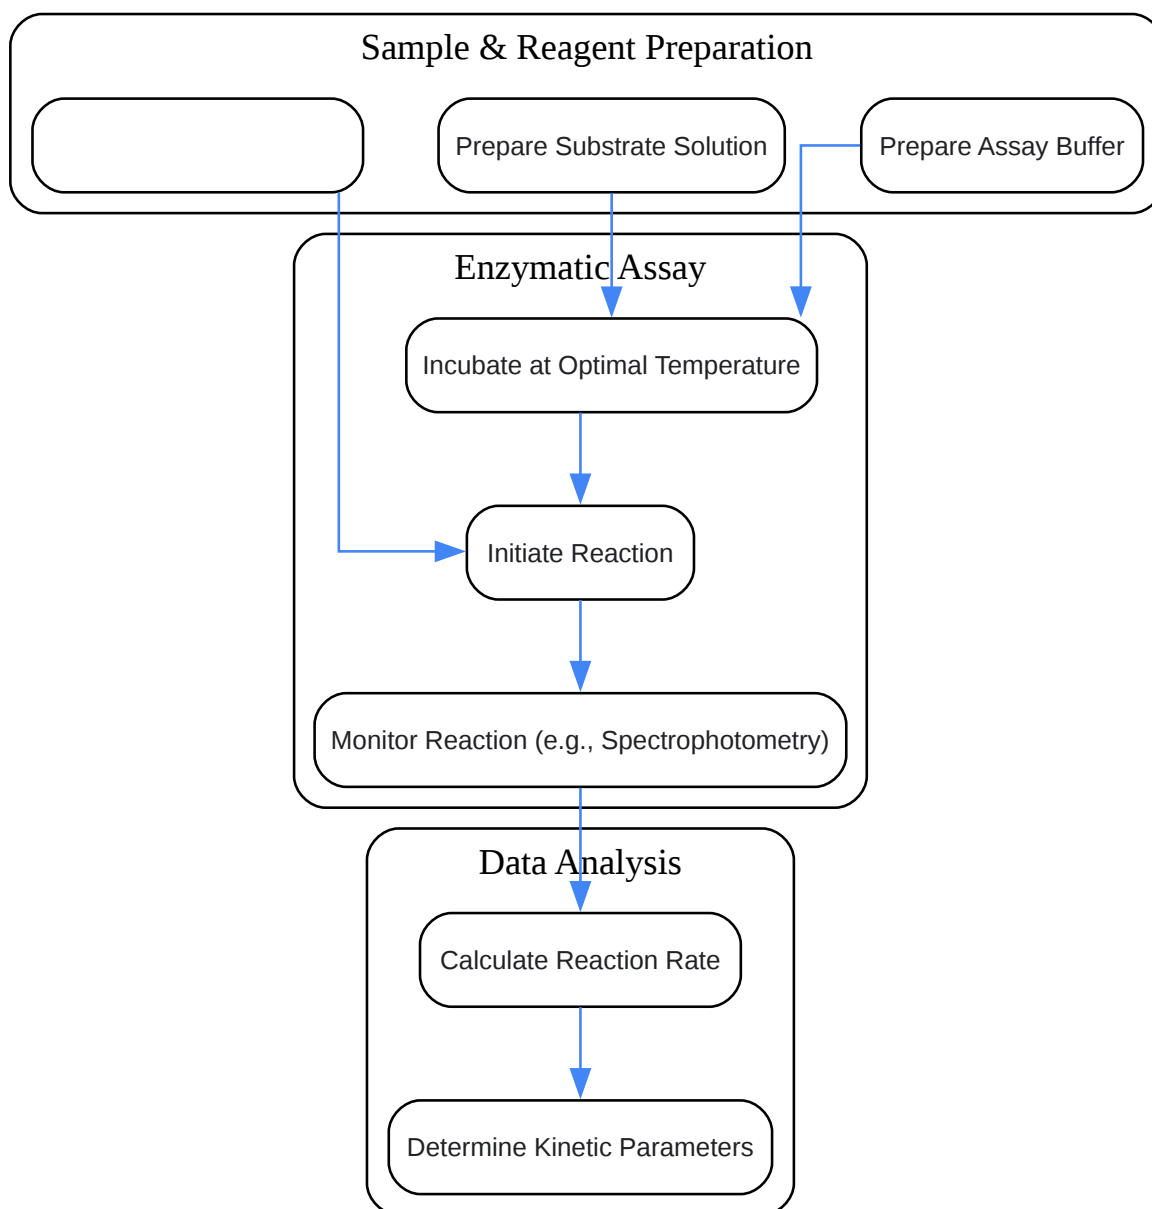 Sample & Reagent Preparation
Prepare Substrate Solution
Prepare Assay Buffer
Enzymatic Assay
Incubate at Optimal Temperature
Initiate Reaction
Monitor Reaction (e.g., Spectrophotometry)
Data Analysis
Calculate Reaction Rate
Determine Kinetic Parameters